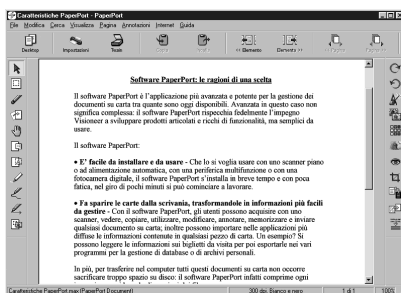 Caratteristiche PaperPort - PaperPort
File Modifica Cerca Visualizza Pagina Annotazioni Internet Guida
Desktop Impostazioni Tesak << Elemento Elemento >>
Software PaperPort: le ragioni di una scelta
Il software PaperPort è l'applicazione più avanzata e potente per la gestione dei
documenti su carta tra quante sono oggi disponibili. Avanzata in questo caso non
significa complessa: il software PaperPort rispecchia fedelmente l'impegno
Visioneer a sviluppare prodotti articolati e ricchi di funzionalità, ma semplici da
usare.
Il software PaperPort:
• E' facile da installare e da usare - Che lo si voglia usare con uno scanner piano
o ad alimentazione automatica, con una periferica multifunzione o con una
fotocamera digitale, il software PaperPort s'installa in breve tempo e con poca
fatica, nel giro di pochi minuti si può cominciare a lavorare.
• Fa sparire le carte dalla scrivania, trasformandole in informazioni più facili
da gestire - Con il software PaperPort, gli utenti possono acquisire con uno
scanner, vedere, copiare, utilizzare, modificare, annotare, memorizzare e inviare
qualsiasi documento su carta; inoltre possono importare nelle applicazioni più
diffuse le informazioni contenute in qualsiasi pezzo di carta. Un esempio? Si
possono leggere le informazioni sui biglietti da visita per poi esportarle nei vari
programmi per la gestione di database o di archivi personali.
In più, per trasferire nel computer tutti questi documenti su carta non occorre
sacrificare troppo spazio su disco: il software PaperPort infatti comprime ogni
Caratteristiche PaperPort.max (PaperPort Document) 300 dpi, Bianco e nero 1 di 1 100%